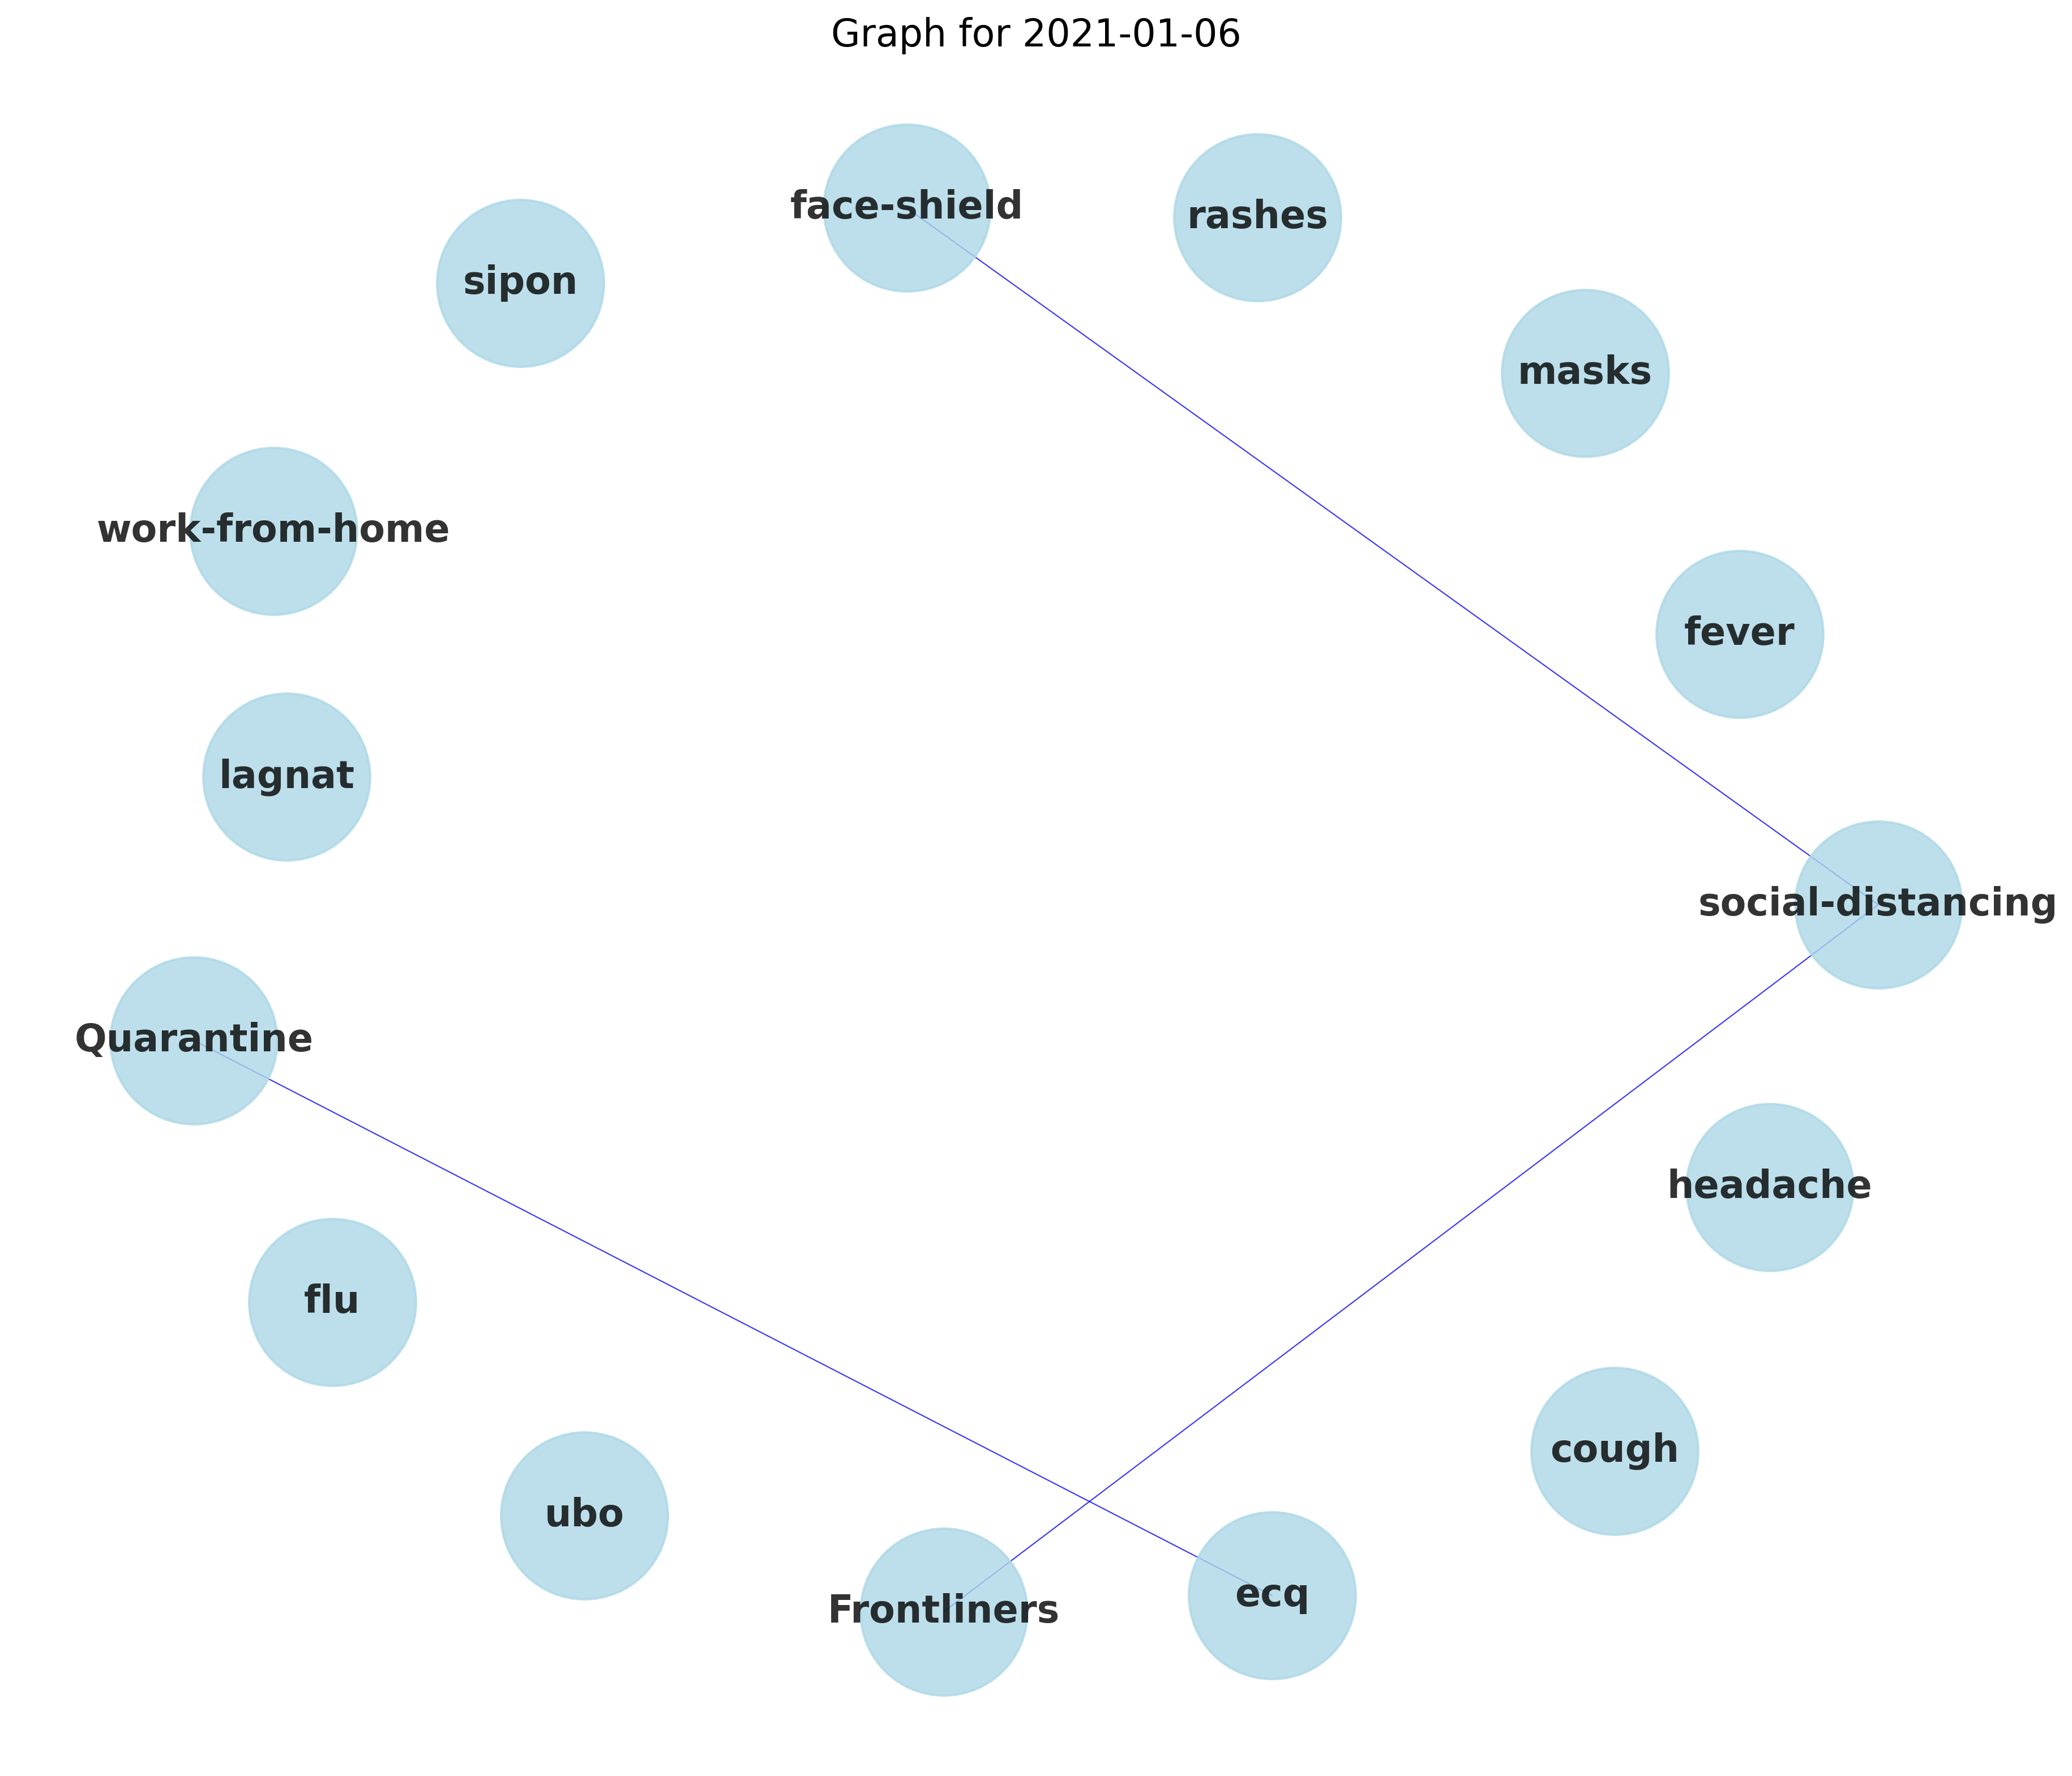 Graph for 2021-01-06
face-shield
rashes
sipon
masks
work-from-home
fever
lagnat
social-distancing
Quarantine
headache
flu
cough
ubo
ecq
Frontliners